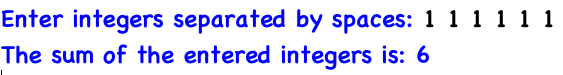 Enter integers separated by spaces: 1 1 1 1 1 1
The sum of the entered integers is: 6